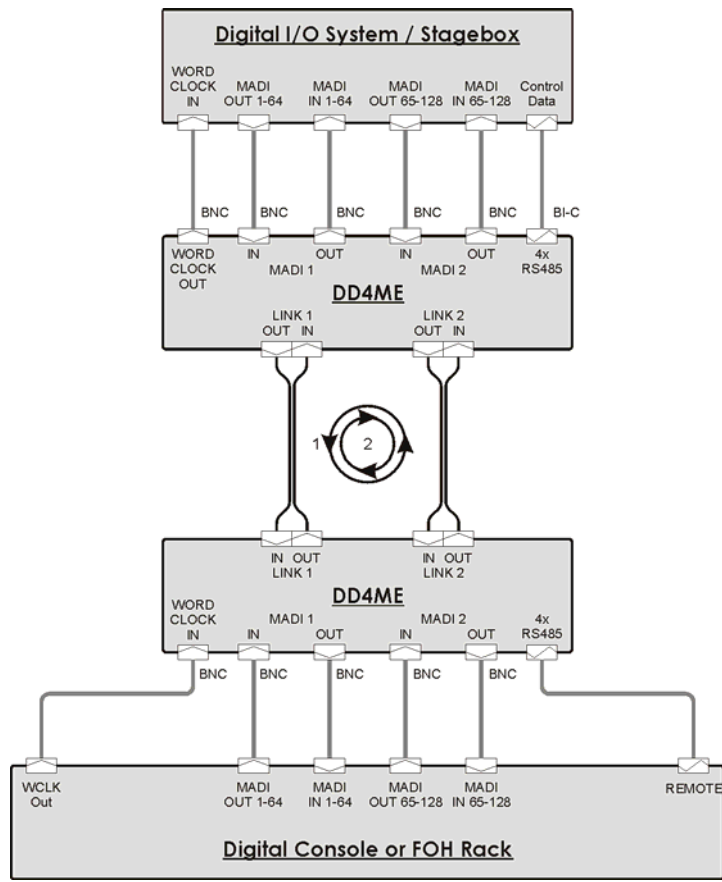 Digital I/O System / Stagebox
WORD CLOCK IN
MADI OUT 1-64
MADI IN 1-64
MADI OUT 65-128
MADI IN 65-128
Control Data
BNC
BNC
BNC
BNC
BNC
BI-C
WORD CLOCK OUT
IN
OUT
MADI 1
IN
OUT
MADI 2
4x RS485
DD4ME
LINK 1
OUT IN
LINK 2
OUT IN
1
2
IN OUT
LINK 1
IN OUT
LINK 2
DD4ME
WORD CLOCK IN
MADI 1
IN
OUT
MADI 2
IN
OUT
4x RS485
BNC
BNC
BNC
BNC
BNC
WCLK Out
MADI OUT 1-64
MADI IN 1-64
MADI OUT 65-128
MADI IN 65-128
REMOTE
Digital Console or FOH Rack